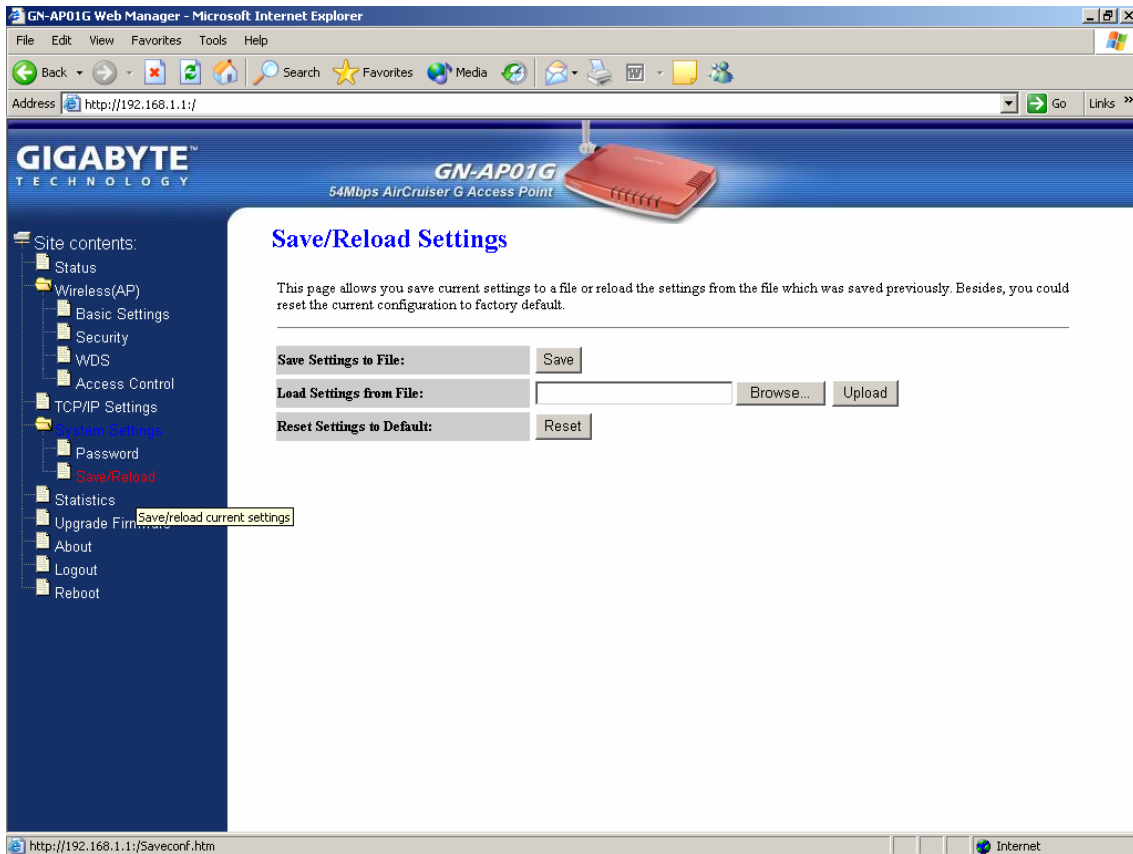 GN-AP01G Web Manager - Microsoft Internet Explorer
File Edit View Favorites Tools Help
Back Search Favorites Media
Address http://192.168.1.1:/ Go Links »
GIGABYTE™
TECHNOLOGY
GN-AP01G
54Mbps AirCruiser G Access Point
Site contents:
Status
Wireless(AP)
Basic Settings
Security
WDS
Access Control
TCP/IP Settings
System Settings
Password
Save/Reload
Statistics
Upgrade Firmware
Save/reload current settings
About
Logout
Reboot
Save/Reload Settings
This page allows you save current settings to a file or reload the settings from the file which was saved previously. Besides, you could
reset the current configuration to factory default.
Save Settings to File: Save
Load Settings from File: Browse... Upload
Reset Settings to Default: Reset
http://192.168.1.1:/Saveconf.htm Internet